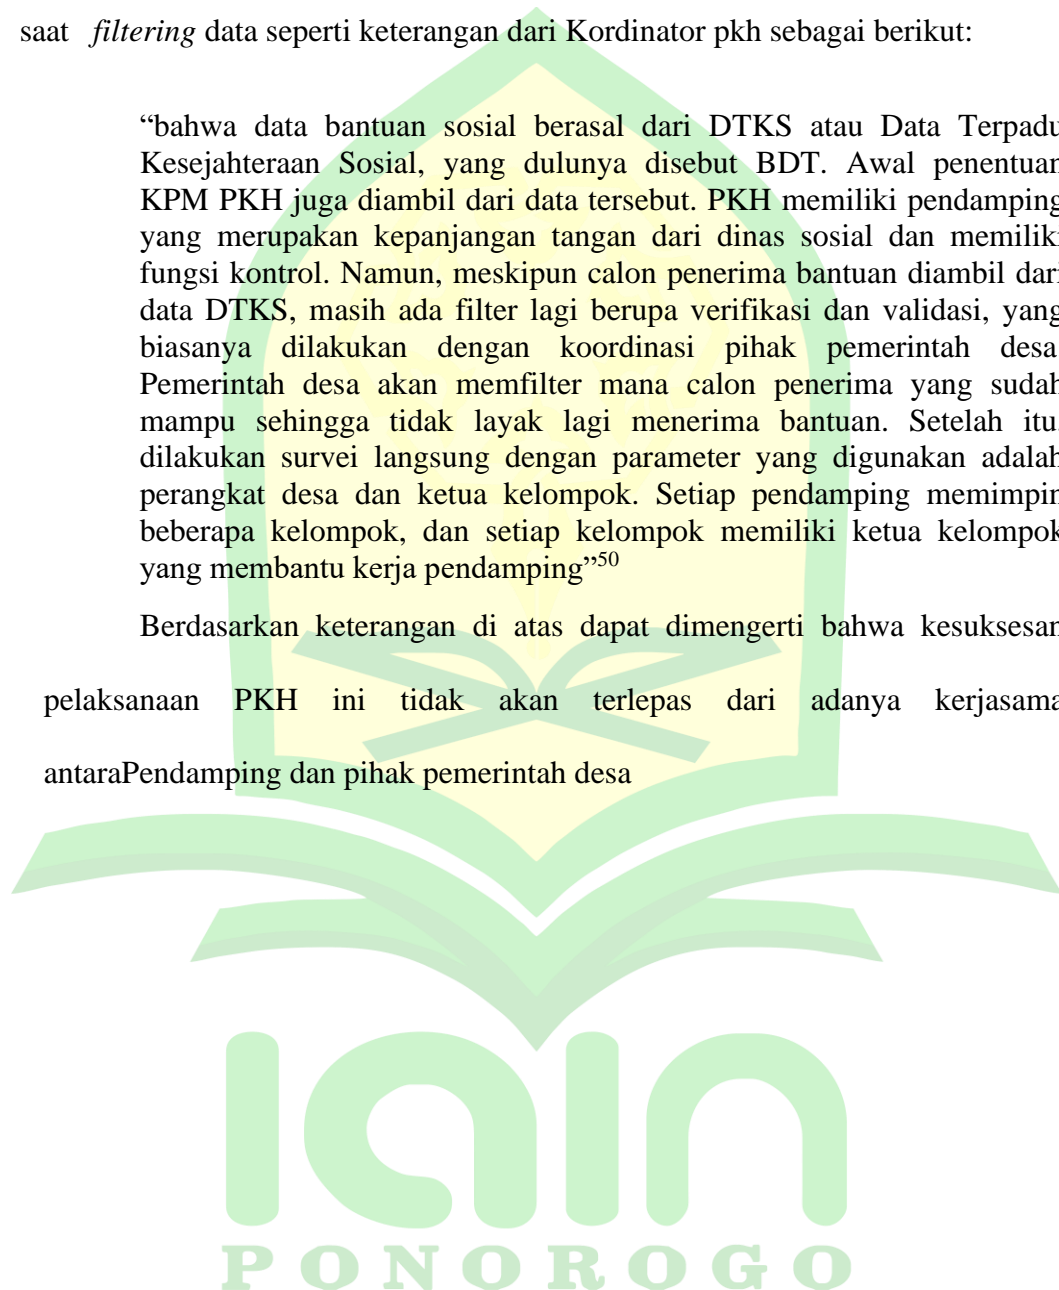 saat filtering data seperti keterangan dari Kordinator pkh sebagai berikut:
“bahwa data bantuan sosial berasal dari DTKS atau Data Terpadu
Kesejahteraan Sosial, yang dulunya disebut BDT. Awal penentuan
KPM PKH juga diambil dari data tersebut. PKH memiliki pendamping
yang merupakan kepanjangan tangan dari dinas sosial dan memiliki
fungsi kontrol. Namun, meskipun calon penerima bantuan diambil dari
data DTKS, masih ada filter lagi berupa verifikasi dan validasi, yang
biasanya dilakukan dengan koordinasi pihak pemerintah desa.
Pemerintah desa akan memfilter mana calon penerima yang sudah
mampu sehingga tidak layak lagi menerima bantuan. Setelah itu,
dilakukan survei langsung dengan parameter yang digunakan adalah
perangkat desa dan ketua kelompok. Setiap pendamping memimpin
beberapa kelompok, dan setiap kelompok memiliki ketua kelompok
yang membantu kerja pendamping”50
Berdasarkan keterangan di atas dapat dimengerti bahwa kesuksesan
pelaksanaan PKH ini tidak akan terlepas dari adanya kerjasama
antaraPendamping dan pihak pemerintah desa
iain
PONOROGO